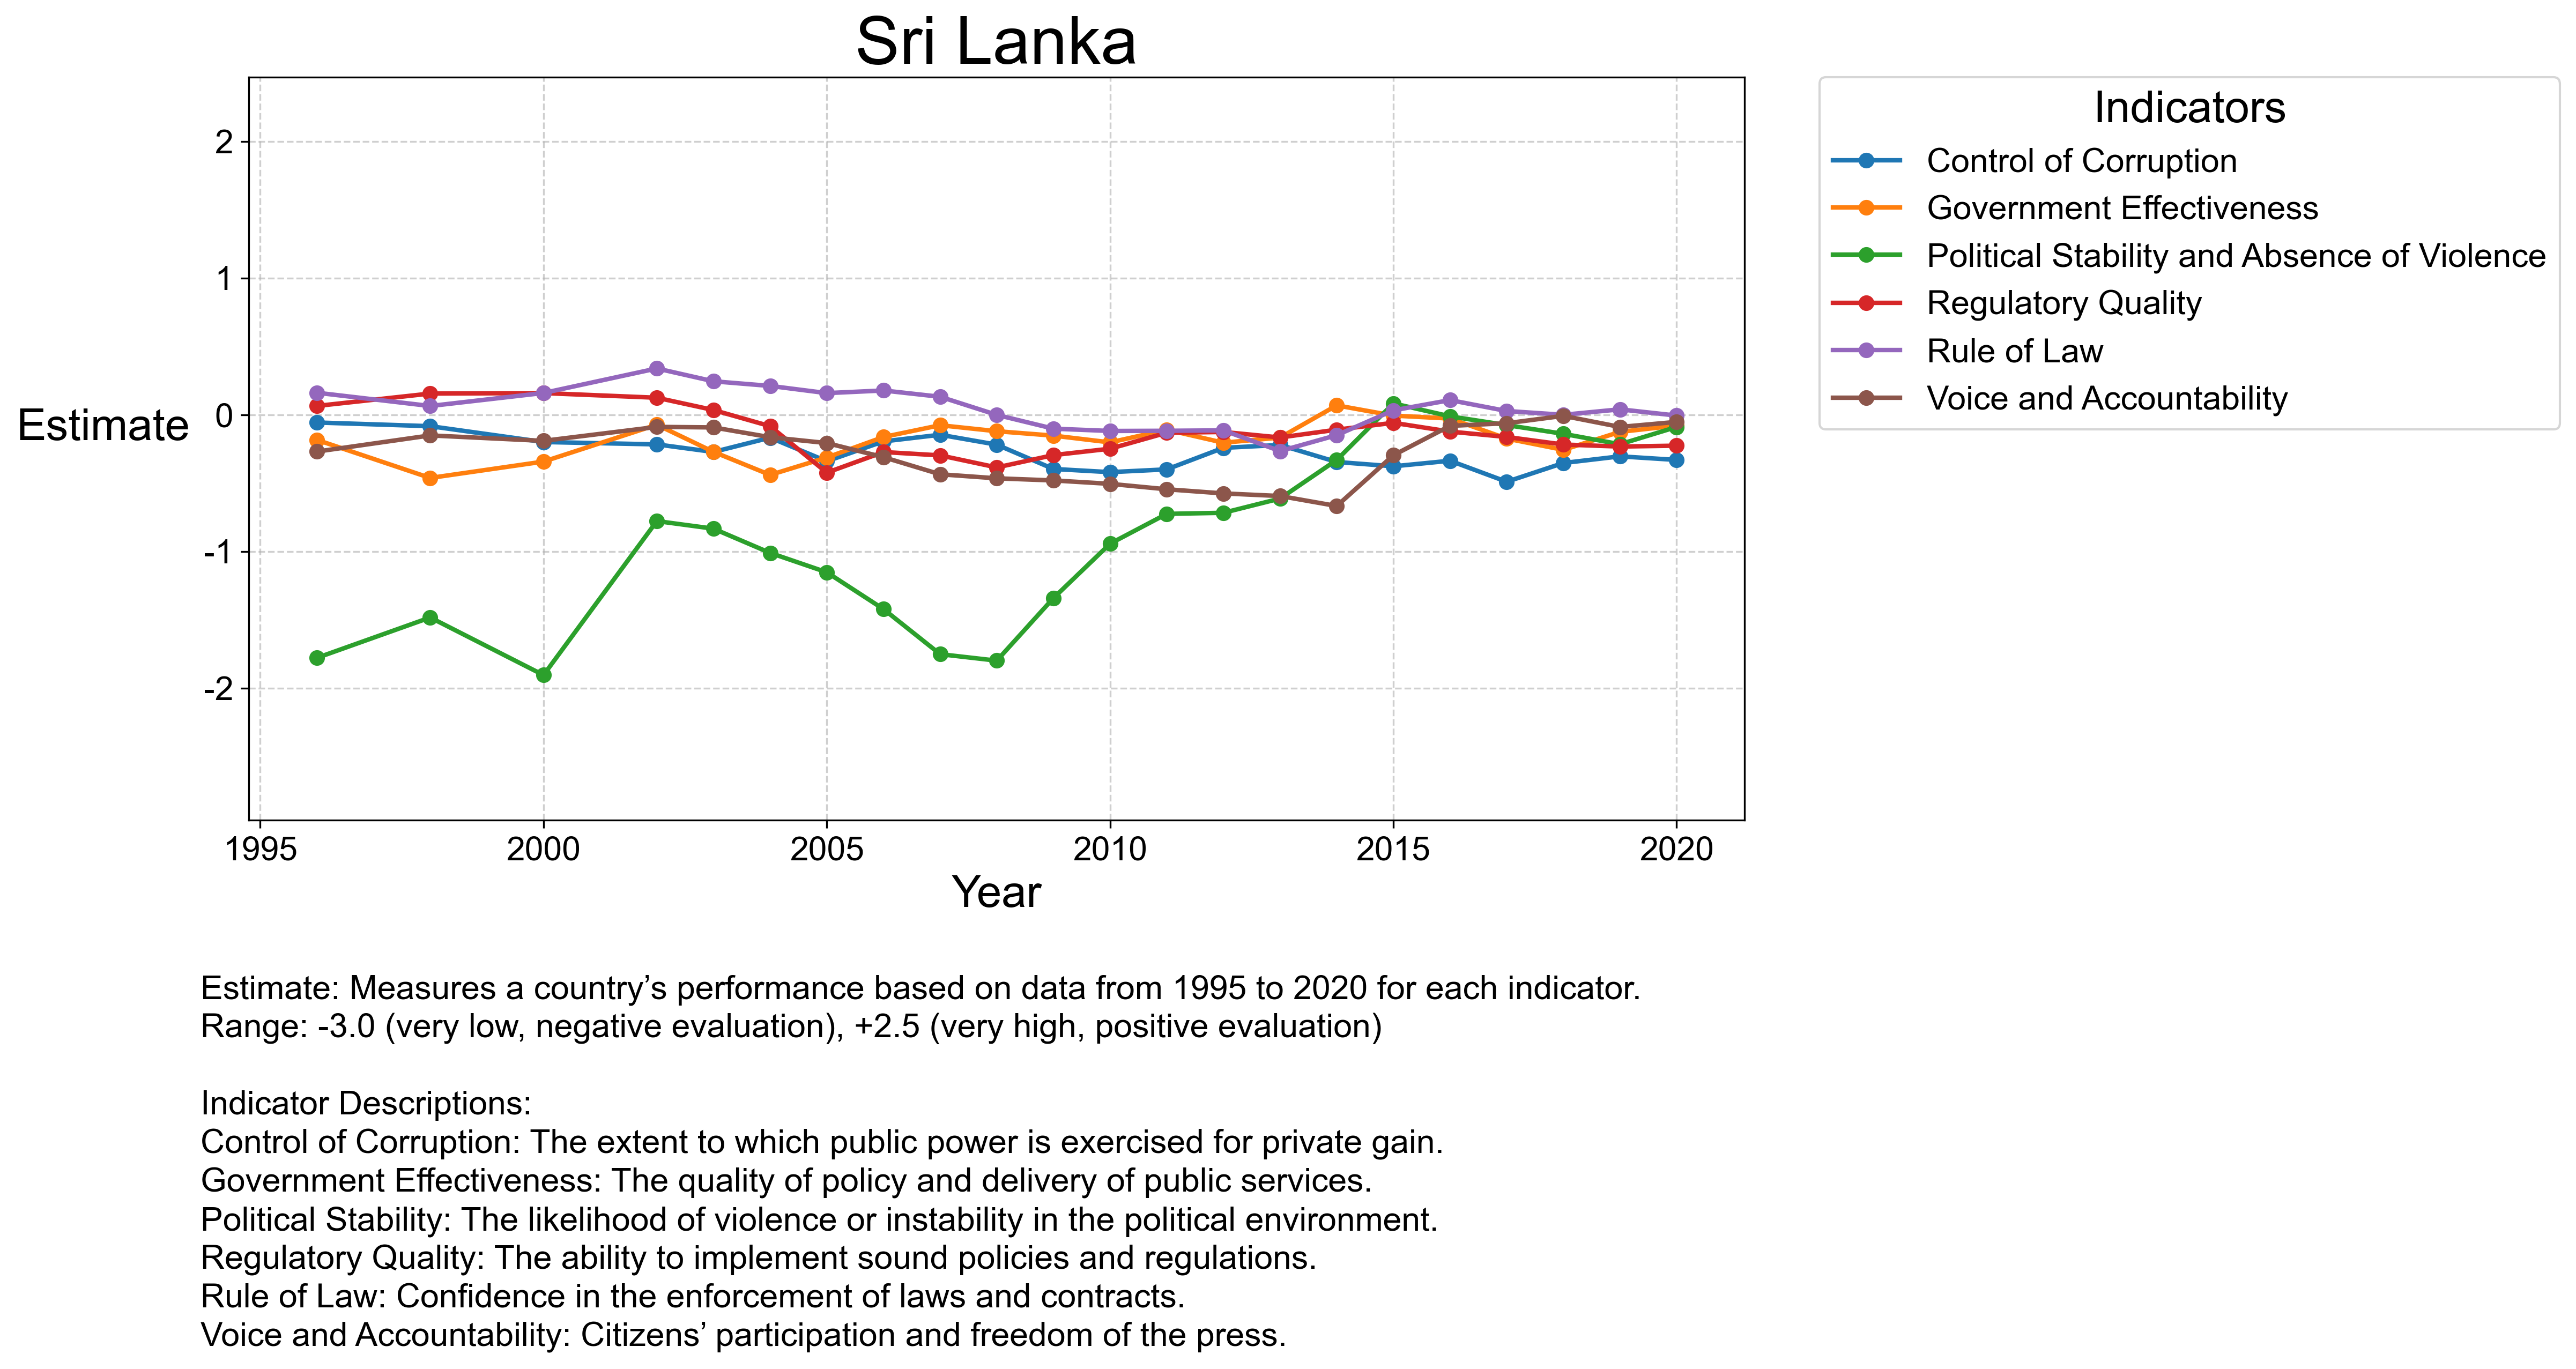 Sri Lanka
Estimate
2
1
0
-1
-2
1995
2000
2005
2010
2015
2020
Year
Indicators
Control of Corruption
Government Effectiveness
Political Stability and Absence of Violence
Regulatory Quality
Rule of Law
Voice and Accountability
Estimate: Measures a country’s performance based on data from 1995 to 2020 for each indicator.
Range: -3.0 (very low, negative evaluation), +2.5 (very high, positive evaluation)
Indicator Descriptions:
Control of Corruption: The extent to which public power is exercised for private gain.
Government Effectiveness: The quality of policy and delivery of public services.
Political Stability: The likelihood of violence or instability in the political environment.
Regulatory Quality: The ability to implement sound policies and regulations.
Rule of Law: Confidence in the enforcement of laws and contracts.
Voice and Accountability: Citizens’ participation and freedom of the press.